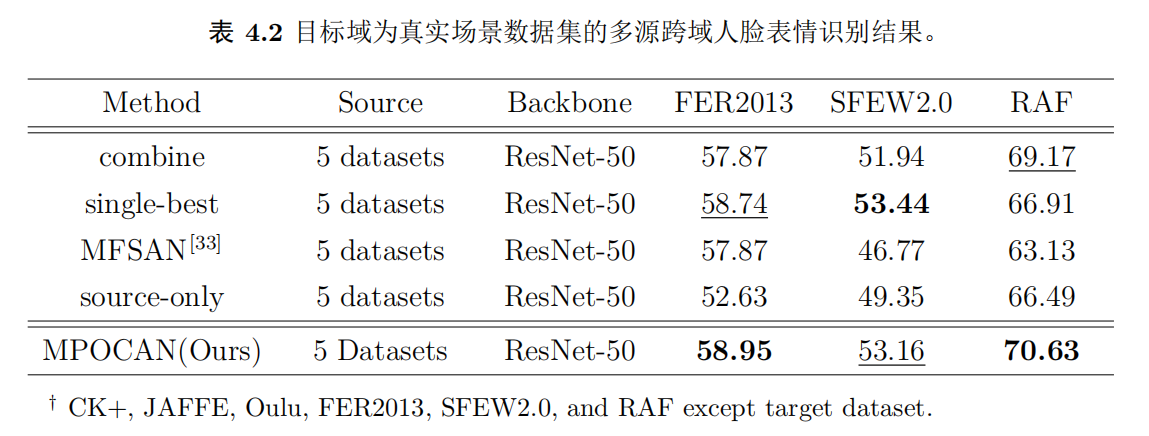 表 4.2 目标域为真实场景数据集的多源跨域人脸表情识别结果。
Method Source Backbone FER2013 SFEW2.0 RAF
combine 5 datasets ResNet-50 57.87 51.94 69.17
single-best 5 datasets ResNet-50 58.74 53.44 66.91
MFSAN[33] 5 datasets ResNet-50 57.87 46.77 63.13
source-only 5 datasets ResNet-50 52.63 49.35 66.49
MPOCAN(Ours) 5 Datasets ResNet-50 58.95 53.16 70.63
† CK+, JAFFE, Oulu, FER2013, SFEW2.0, and RAF except target dataset.